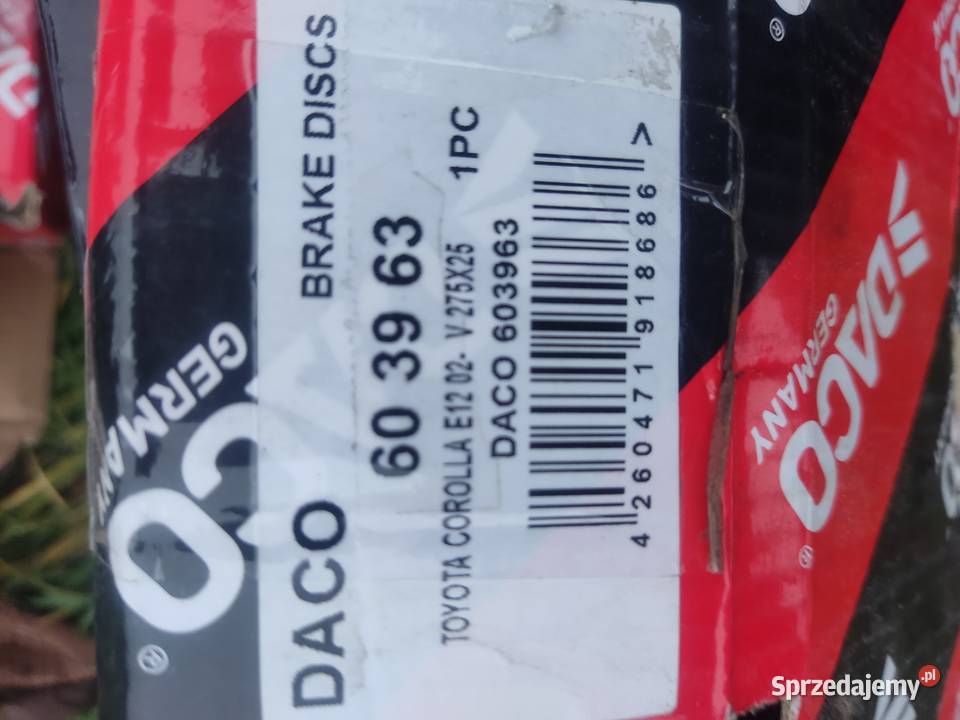 DACO BRAKE DISCS
60 39 63
TOYOTA COROLLA E12 02- V 275X25 1PC
DACO 603963
4 260471 918686 >
DACO®
GERMANY
DACO®
GERMANY
®
Sprzedajemy.pl